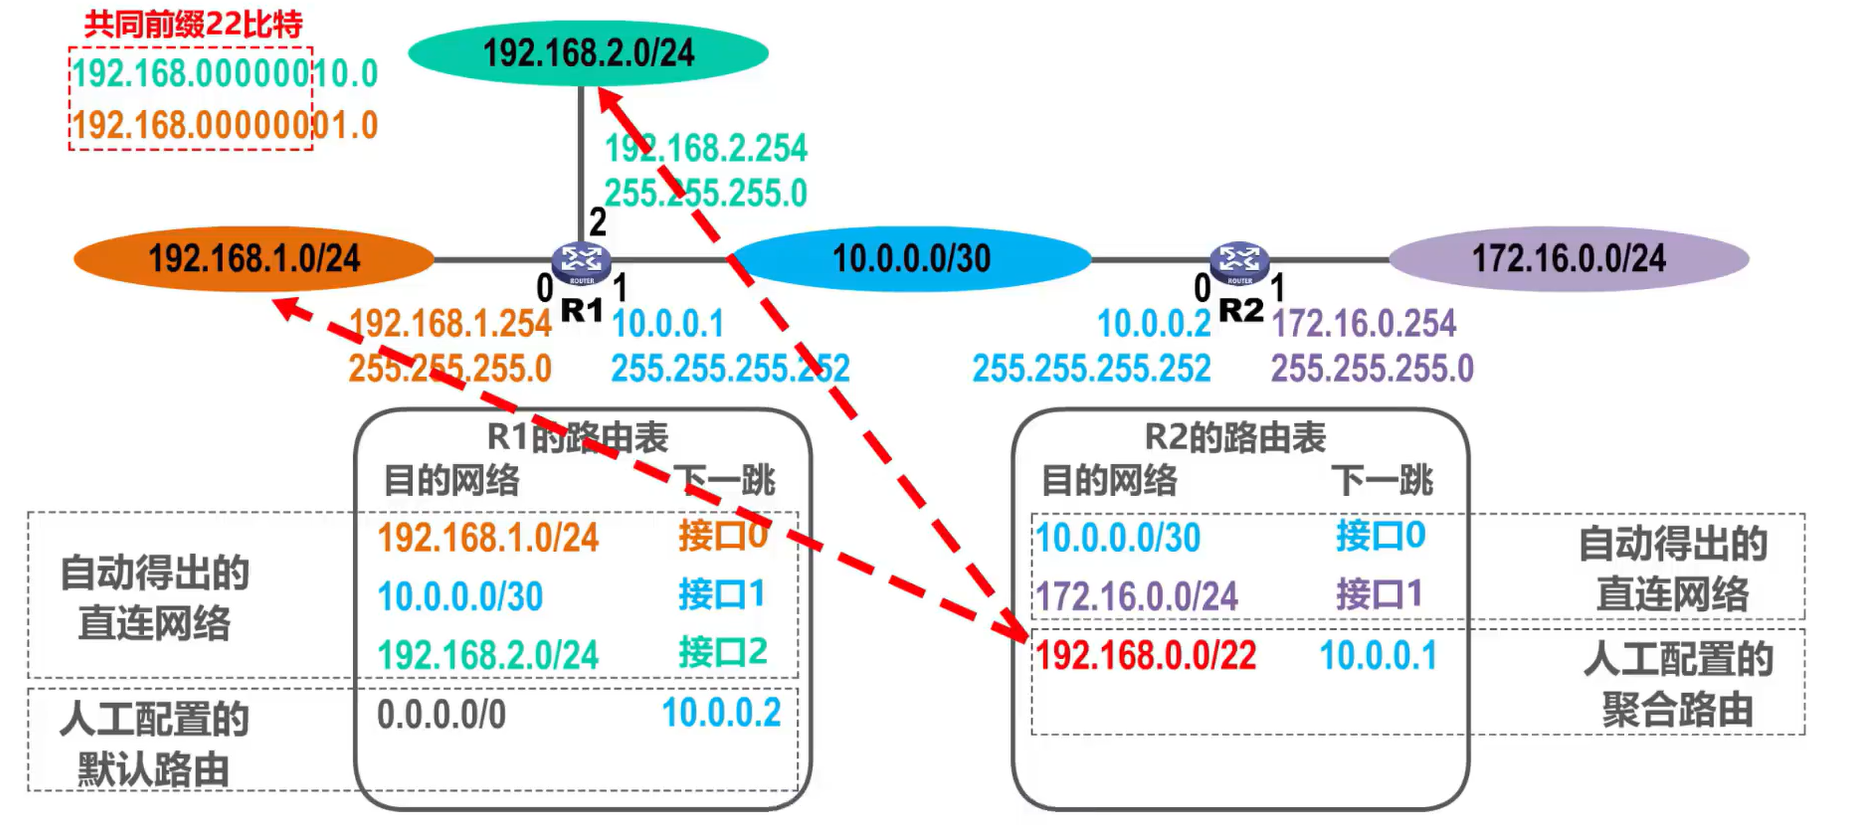 共同前缀22比特
192.168.00000010.0
192.168.00000001.0
192.168.2.0/24
192.168.2.254
255.255.255.0
2
192.168.1.0/24
10.0.0.0/30
172.16.0.0/24
ROUTER
ROUTER
0
R1
1
0
R2
1
192.168.1.254
255.255.255.0
10.0.0.1
255.255.255.252
10.0.0.2
255.255.255.252
172.16.0.254
255.255.255.0
R1的路由表
目的网络 下一跳
192.168.1.0/24 接口0
10.0.0.0/30 接口1
192.168.2.0/24 接口2
0.0.0.0/0 10.0.0.2
自动得出的
直连网络
人工配置的
默认路由
R2的路由表
目的网络 下一跳
10.0.0.0/30 接口0
172.16.0.0/24 接口1
192.168.0.0/22 10.0.0.1
自动得出的
直连网络
人工配置的
聚合路由